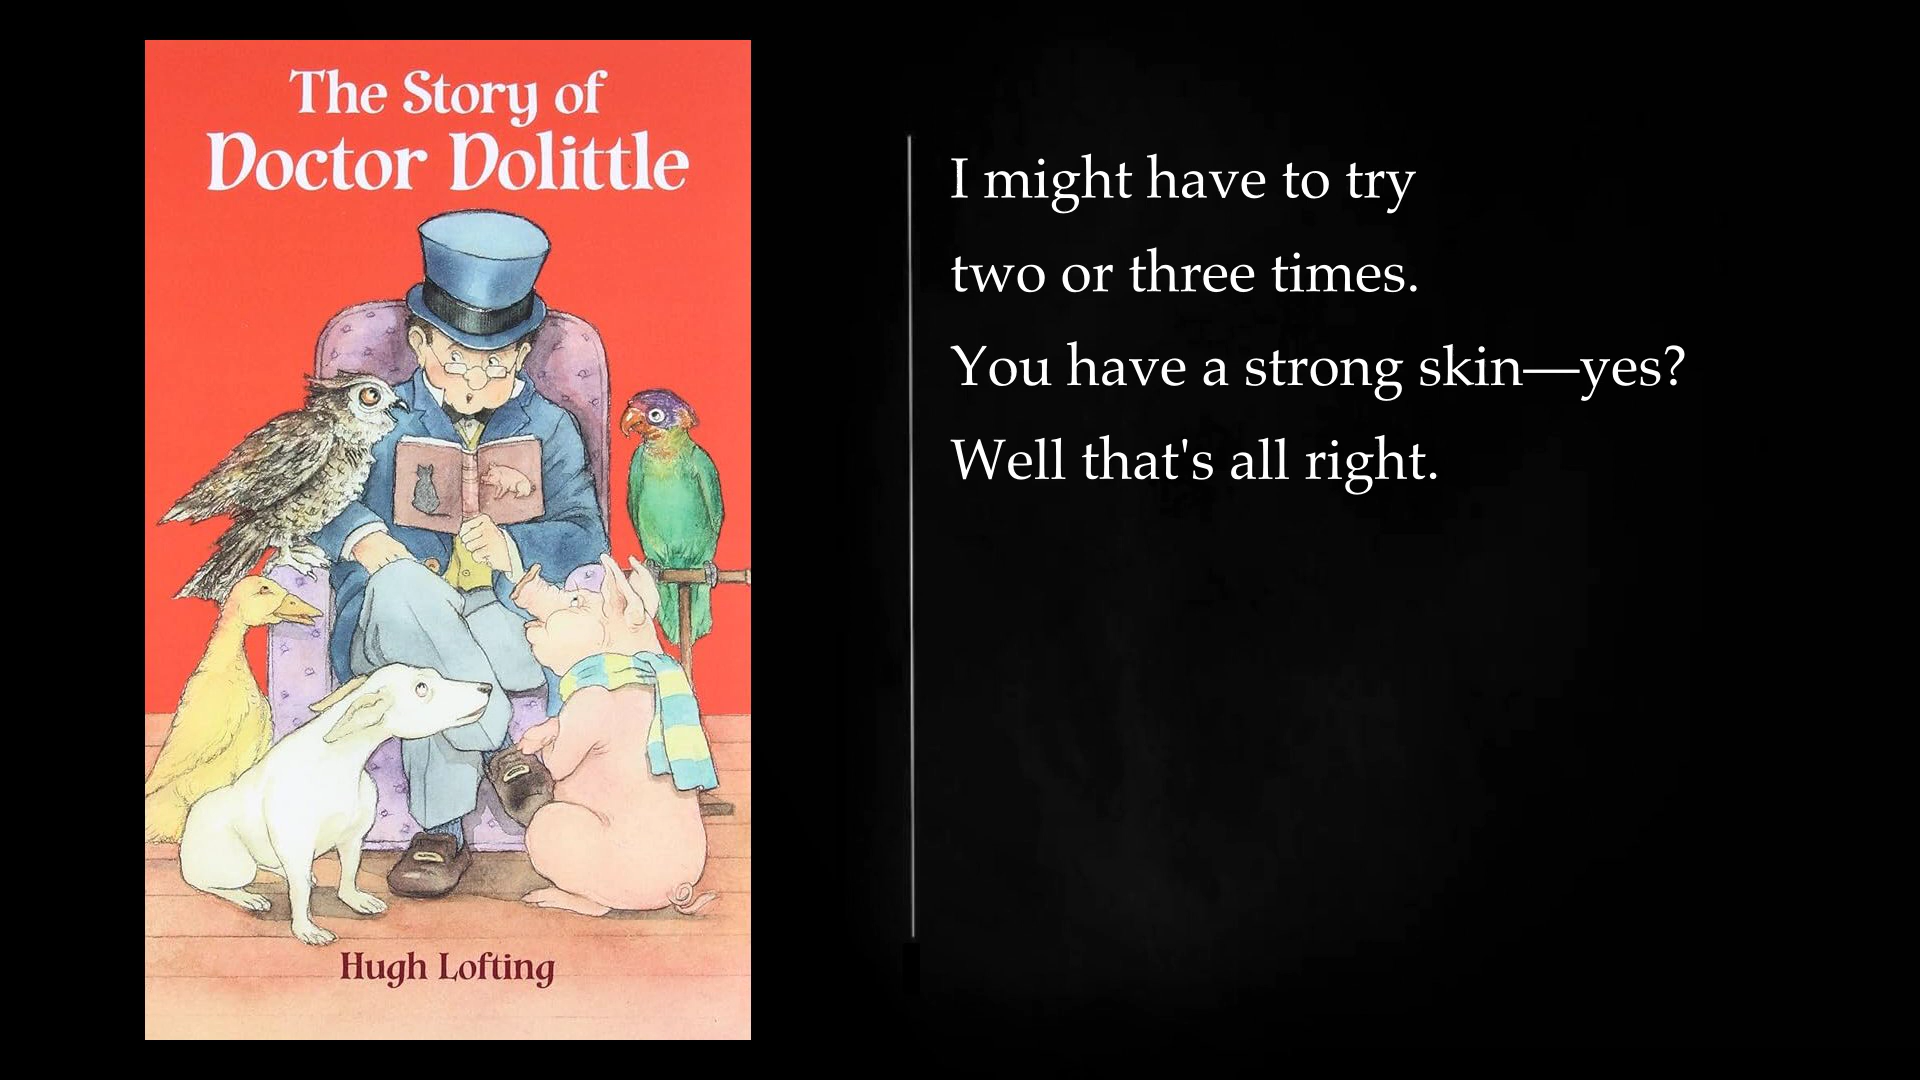 The Story of
Doctor Dolittle
Hugh Lofting
I might have to try
two or three times.
You have a strong skin—yes?
Well that's all right.